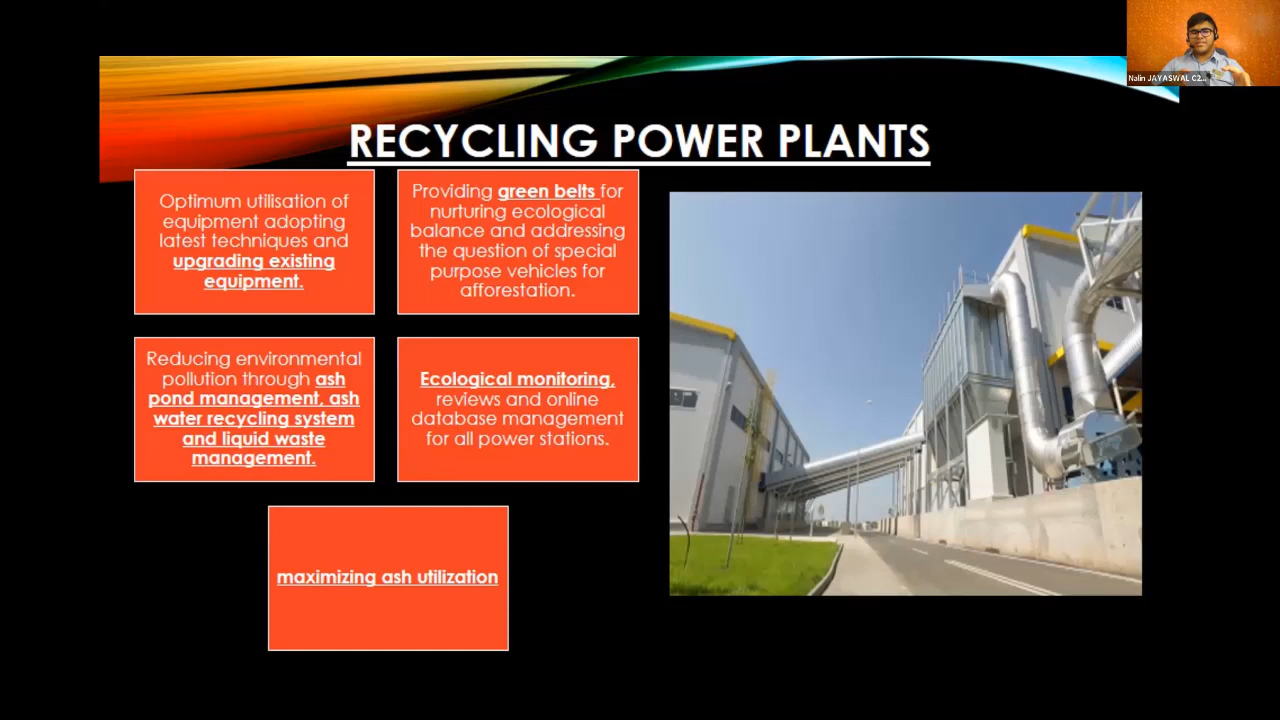 Nalin JAYASWAL C2...
RECYCLING POWER PLANTS
Optimum utilisation of
equipment adopting
latest techniques and
upgrading existing
equipment.
Providing green belts for
nurturing ecological
balance and addressing
the question of special
purpose vehicles for
afforestation.
Reducing environmental
pollution through ash
pond management, ash
water recycling system
and liquid waste
management.
Ecological monitoring,
reviews and online
database management
for all power stations.
maximizing ash utilization